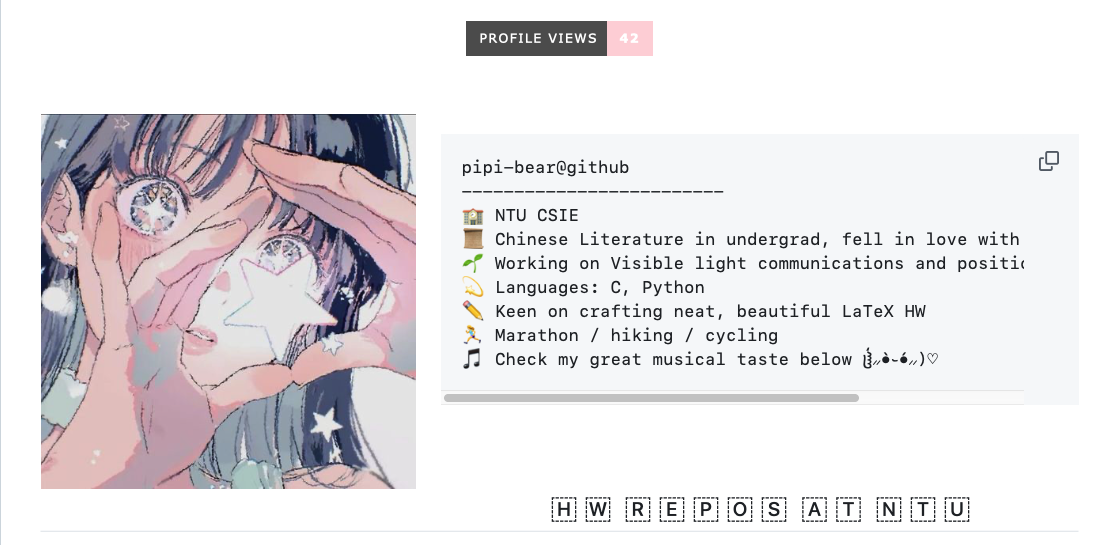 PROFILE VIEWS 42
pipi-bear@github
-------------------------
🏫 NTU CSIE
📜 Chinese Literature in undergrad, fell in love with
🌱 Working on Visible light communications and positic
💫 Languages: C, Python
✏️ Keen on crafting neat, beautiful LaTeX HW
🏃 Marathon / hiking / cycling
🎵 Check my great musical taste below
HW REPOS AT NTU